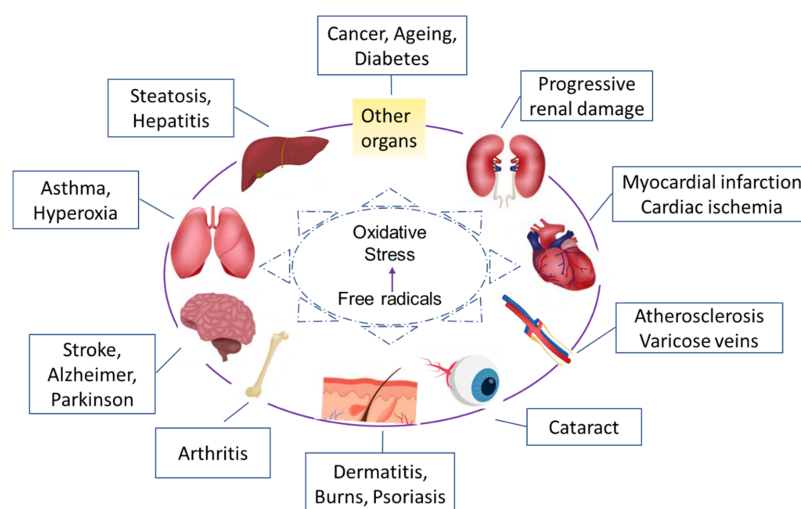 Cancer, Ageing,
Diabetes
Steatosis,
Hepatitis
Other
organs
Progressive
renal damage
Asthma,
Hyperoxia
Myocardial infarction
Cardiac ischemia
Oxidative
Stress
Free radicals
Atherosclerosis
Varicose veins
Stroke,
Alzheimer,
Parkinson
Arthritis
Cataract
Dermatitis,
Burns, Psoriasis